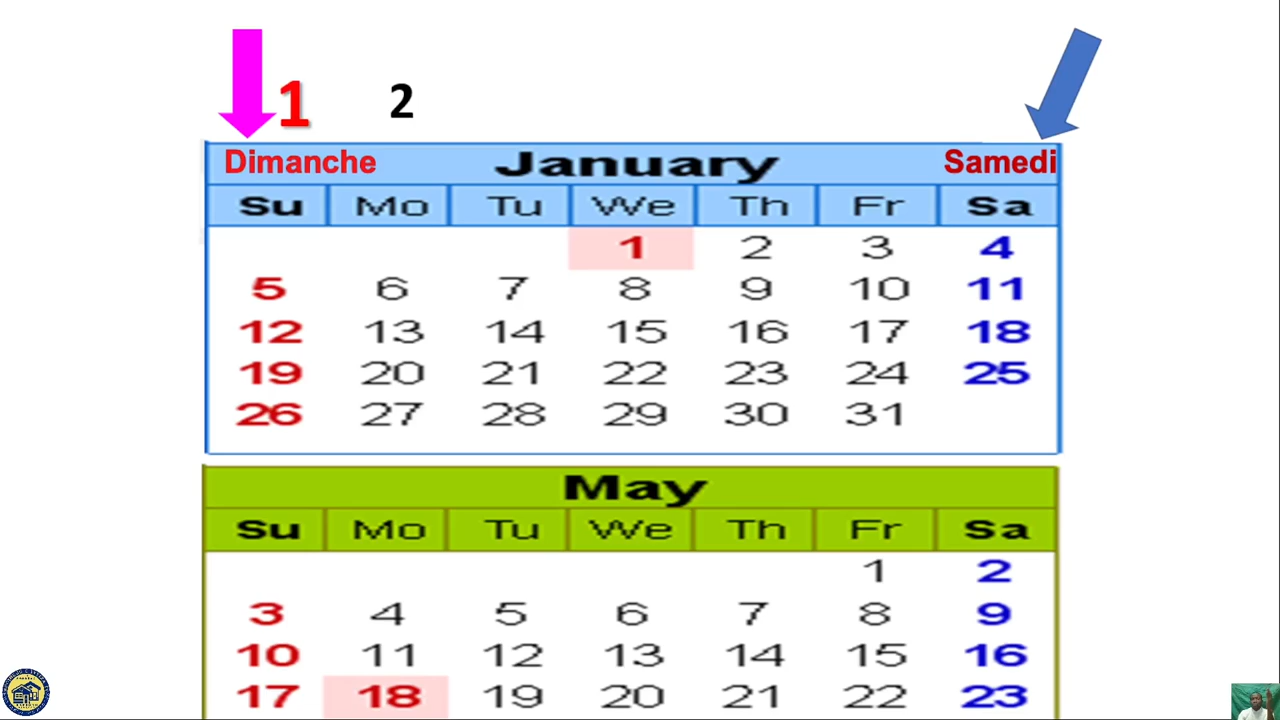 1 2
Dimanche January Samedi
Su Mo Tu We Th Fr Sa
1 2 3 4
5 6 7 8 9 10 11
12 13 14 15 16 17 18
19 20 21 22 23 24 25
26 27 28 29 30 31
May
Su Mo Tu We Th Fr Sa
1 2
3 4 5 6 7 8 9
10 11 12 13 14 15 16
17 18 19 20 21 22 23